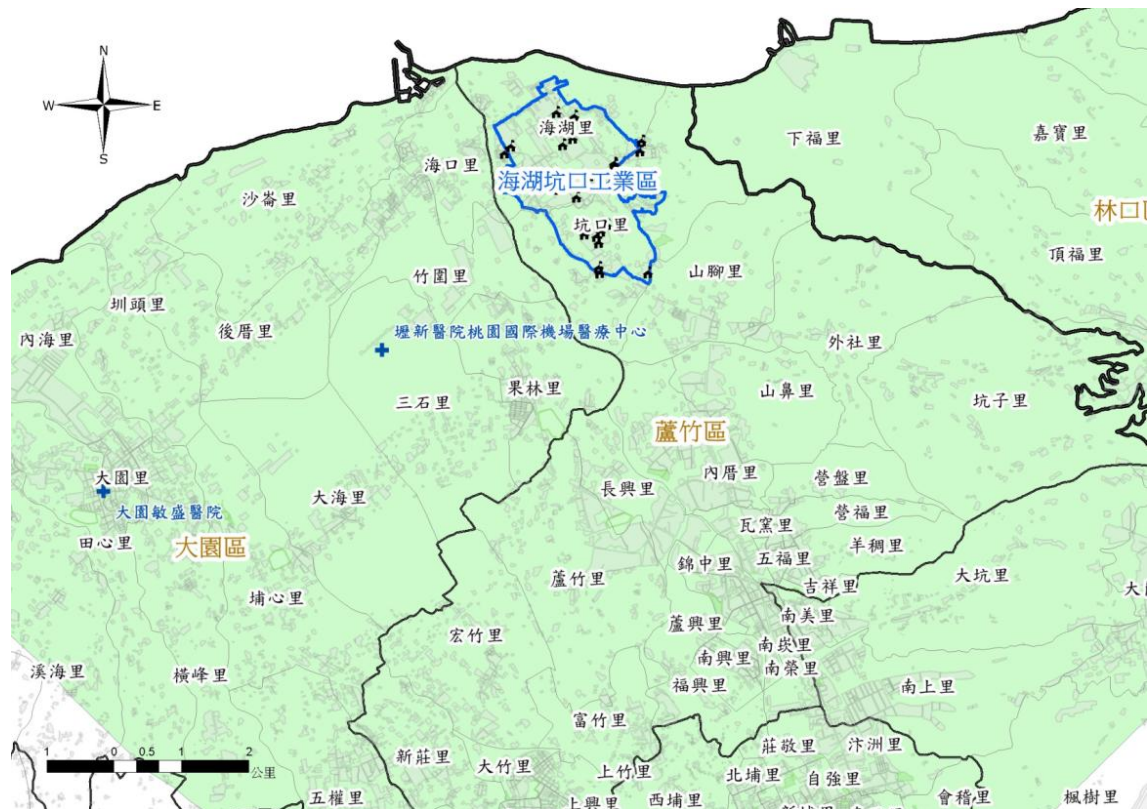 N
W E
S
海湖里
下福里
嘉寶里
海口里
海湖坑口工業區
沙崙里
林口
坑口里
頂福里
竹圍里
山腳里
圳頭里
後厝里
內海里
壢新醫院桃園國際機場醫療中心
外社里
果林里
山鼻里
三石里
坑子里
蘆竹區
大園里
內厝里
營盤里
長興里
大海里
大園敏盛醫院
營福里
瓦窯里
田心里
大園區
羊稠里
錦中里
五福里
蘆竹里
大坑里
吉祥里
埔心里
南美里
蘆興里
宏竹里
南崁里
南興里
南榮里
溪海里
橫峰里
福興里
南上里
富竹里
莊敬里
汴洲里
新莊里
大竹里
上竹里
北埔里
自強里
1 0 0.5 1 2
公里
五權里
上興里
西埔里
會稽里
楓樹里